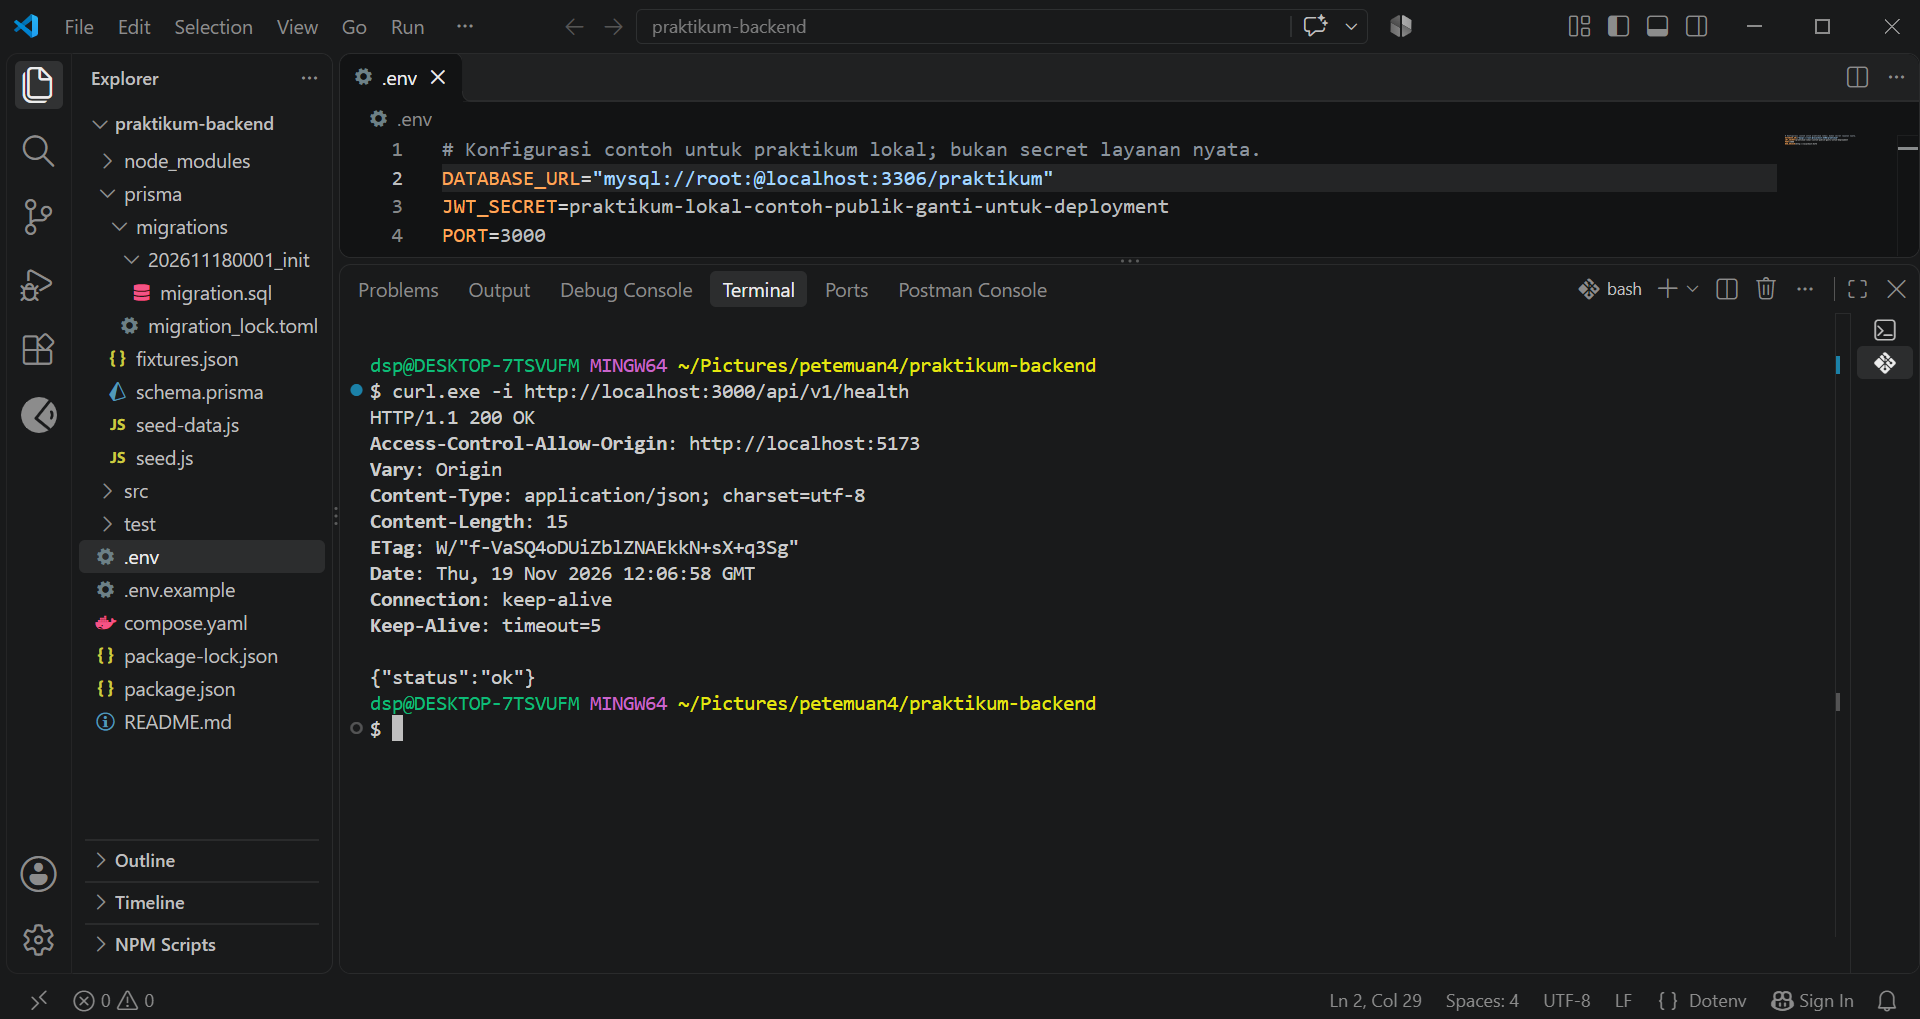 File Edit Selection View Go Run ··· praktikum-backend
Explorer ···
praktikum-backend
node_modules
prisma
migrations
202611180001_init
migration.sql
migration_lock.toml
fixtures.json
schema.prisma
JS seed-data.js
JS seed.js
src
test
.env
.env.example
compose.yaml
package-lock.json
package.json
README.md
Outline
Timeline
NPM Scripts
.env
.env
1 # Konfigurasi contoh untuk praktikum lokal; bukan secret layanan nyata.
2 DATABASE_URL="mysql://root:@localhost:3306/praktikum"
3 JWT_SECRET=praktikum-lokal-contoh-publik-ganti-untuk-deployment
4 PORT=3000
Problems Output Debug Console Terminal Ports Postman Console bash
dsp@DESKTOP-7TSVUFM MINGW64 ~/Pictures/petemuan4/praktikum-backend
$ curl.exe -i http://localhost:3000/api/v1/health
HTTP/1.1 200 OK
Access-Control-Allow-Origin: http://localhost:5173
Vary: Origin
Content-Type: application/json; charset=utf-8
Content-Length: 15
ETag: W/"f-VaSQ4oDUiZblZNAEkkN+sX+q3Sg"
Date: Thu, 19 Nov 2026 12:06:58 GMT
Connection: keep-alive
Keep-Alive: timeout=5
{"status":"ok"}
dsp@DESKTOP-7TSVUFM MINGW64 ~/Pictures/petemuan4/praktikum-backend
$
0 0 Ln 2, Col 29 Spaces: 4 UTF-8 LF { } Dotenv Sign In